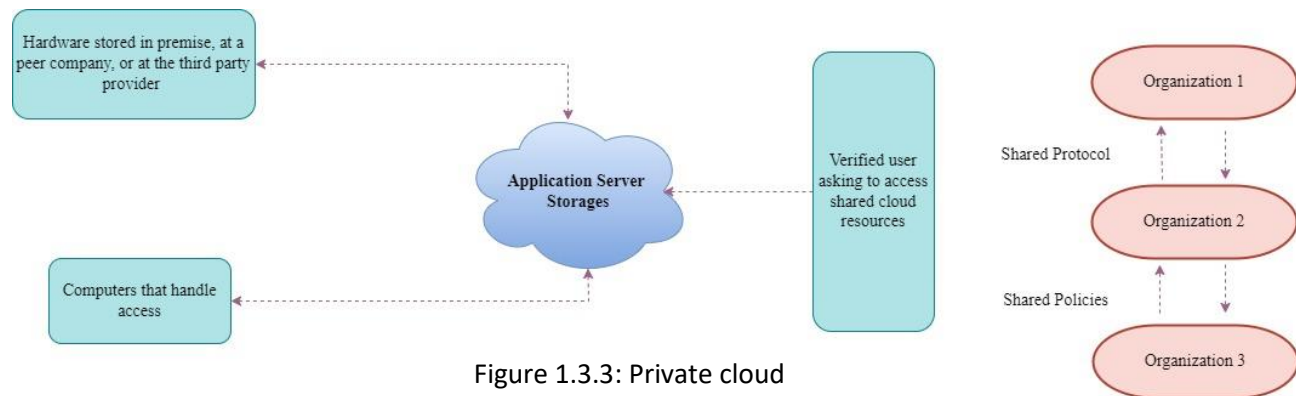 Hardware stored in premise, at a
peer company, or at the third party
provider
Application Server
Storages
Computers that handle
access
Verified user
asking to access
shared cloud
resources
Organization 1
Shared Protocol
Organization 2
Shared Policies
Organization 3
Figure 1.3.3: Private cloud